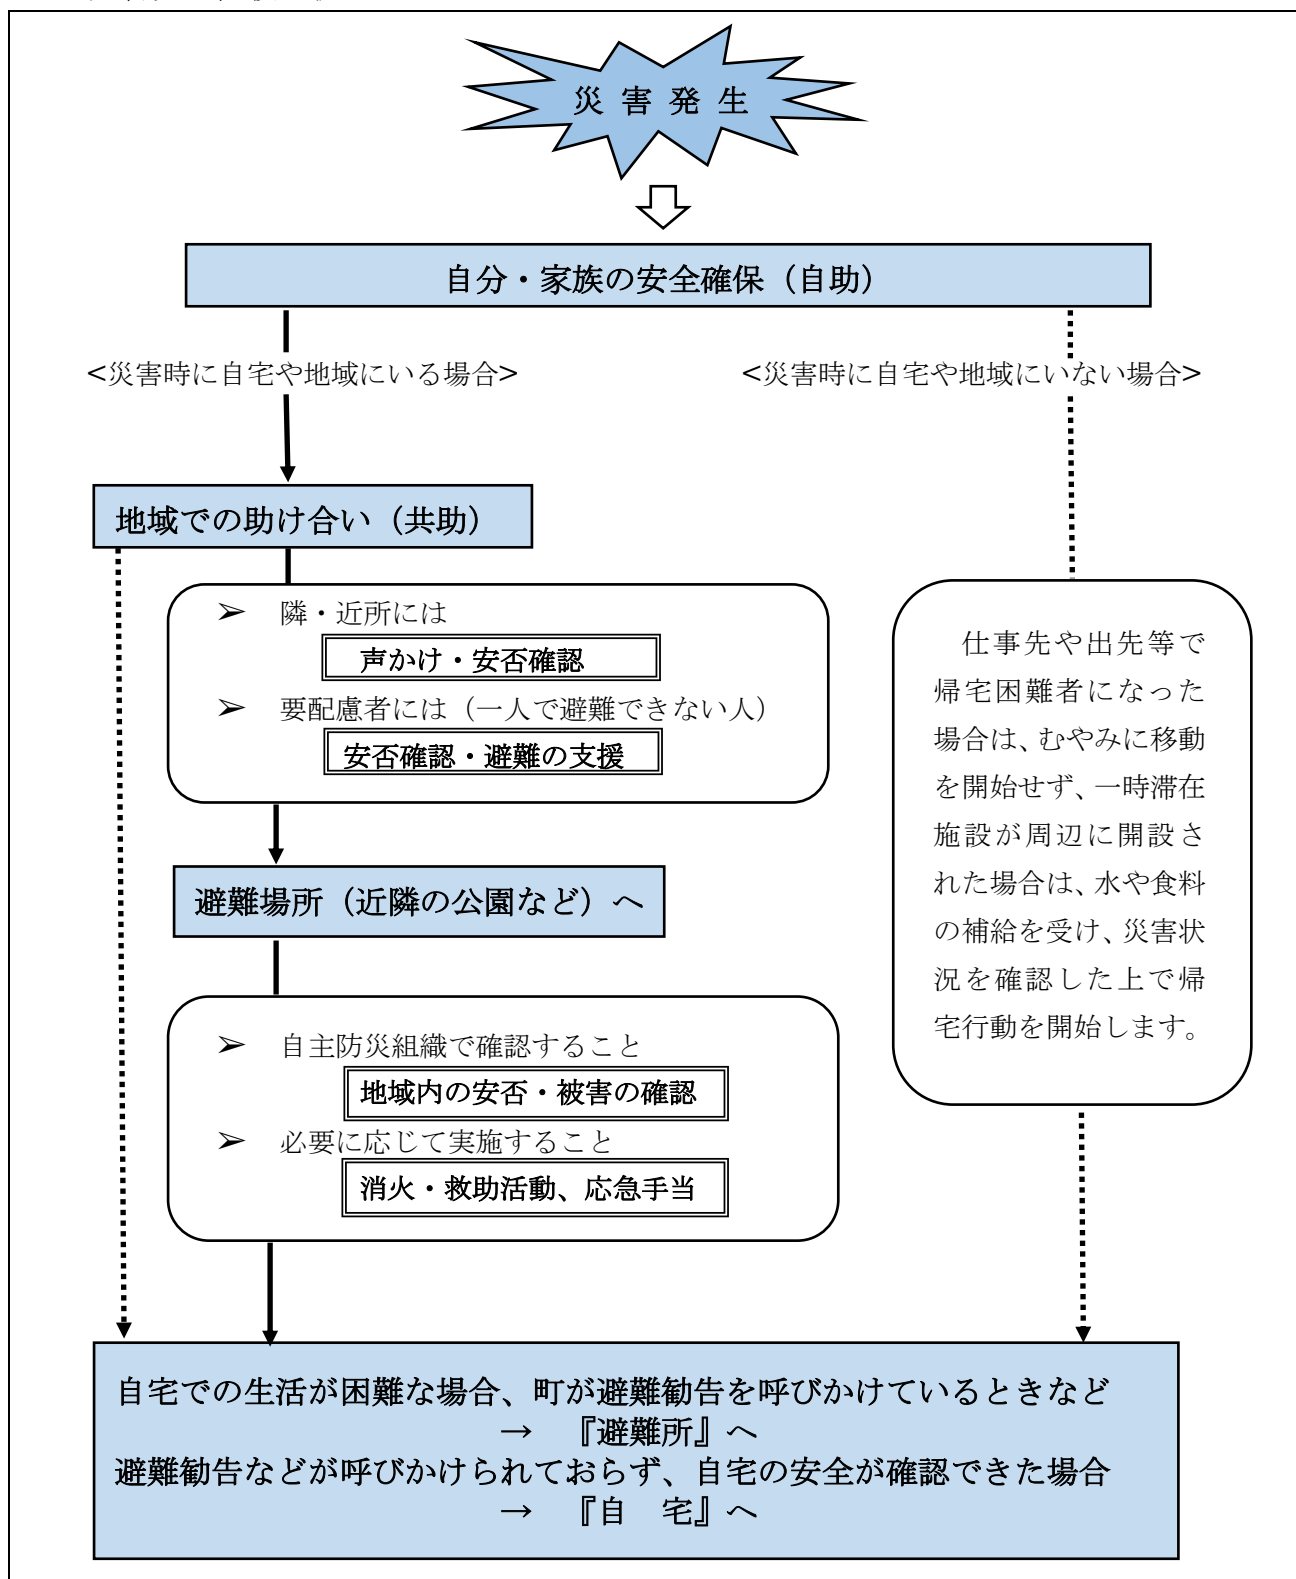 災害発生
自分・家族の安全確保（自助）
<災害時に自宅や地域にいる場合>
<災害時に自宅や地域にいない場合>
地域での助け合い（共助）
➢ 隣・近所には
声かけ・安否確認
➢ 要配慮者には（一人で避難できない人）
安否確認・避難の支援
避難場所（近隣の公園など）へ
➢ 自主防災組織で確認すること
地域内の安否・被害の確認
➢ 必要に応じて実施すること
消火・救助活動、応急手当
仕事先や出先等で
帰宅困難者になった
場合は、むやみに移動
を開始せず、一時滞在
施設が周辺に開設さ
れた場合は、水や食料
の補給を受け、災害状
況を確認した上で帰
宅行動を開始します。
自宅での生活が困難な場合、町が避難勧告を呼びかけているときなど
→　『避難所』へ
避難勧告などが呼びかけられておらず、自宅の安全が確認できた場合
→　『自　宅』へ